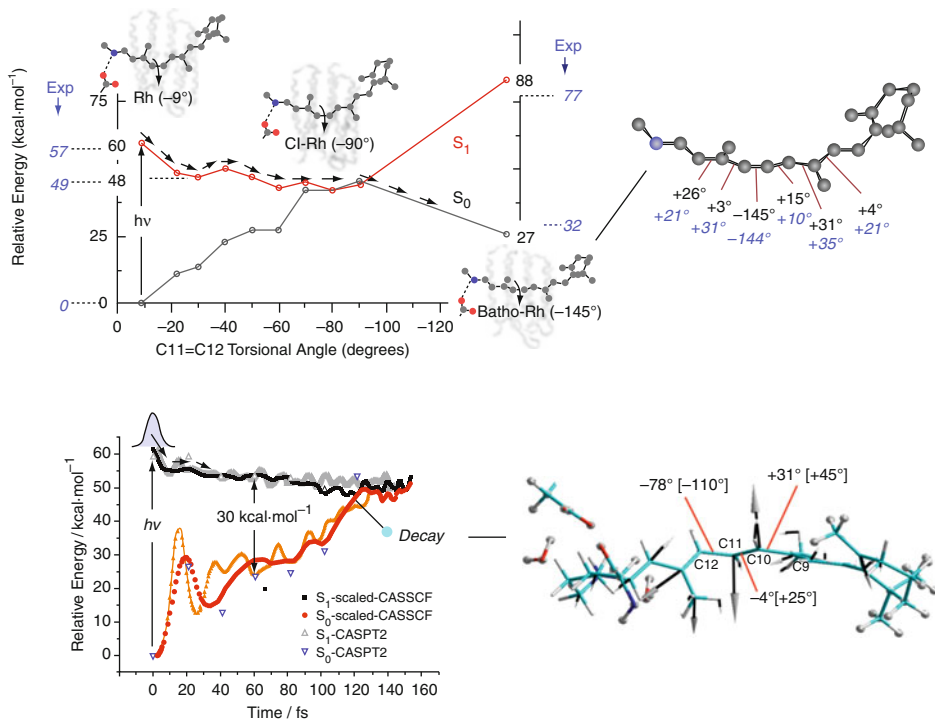 Relative Energy (kcal·mol⁻¹)
Exp
75
57
60
49
48
25
0
0
hν
Rh (–9°)
CI-Rh (–90°)
S₁
S₀
Exp
88
77
32
27
Batho-Rh (–145°)
0
–20
–40
–60
–80
–100
–120
C11=C12 Torsional Angle (degrees)
+26°
+3°
–145°
+15°
+31°
+4°
+21°
+31°
–144°
+10°
+35°
+21°
Relative Energy / kcal·mol⁻¹
60
50
40
30
20
10
0
hν
30 kcal·mol⁻¹
Decay
S₁-scaled-CASSCF
S₀-scaled-CASSCF
S₁-CASPT2
S₀-CASPT2
0
20
40
60
80
100
120
140
160
Time / fs
–78° [–110°]
+31° [+45°]
C11
C12
C10
C9
–4°[+25°]